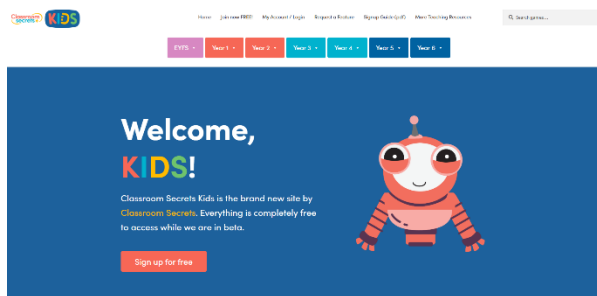 Classroom
Secrets
KIDS
Home
Join now FREE!
My Account / Login
Request a Feature
Signup Guide (pdf)
More Teaching Resources
Search games...
EYFS
Year 1
Year 2
Year 3
Year 4
Year 5
Year 6
Welcome,
KIDS!
Classroom Secrets Kids is the brand new site by
Classroom Secrets. Everything is completely free
to access while we are in beta.
Sign up for free